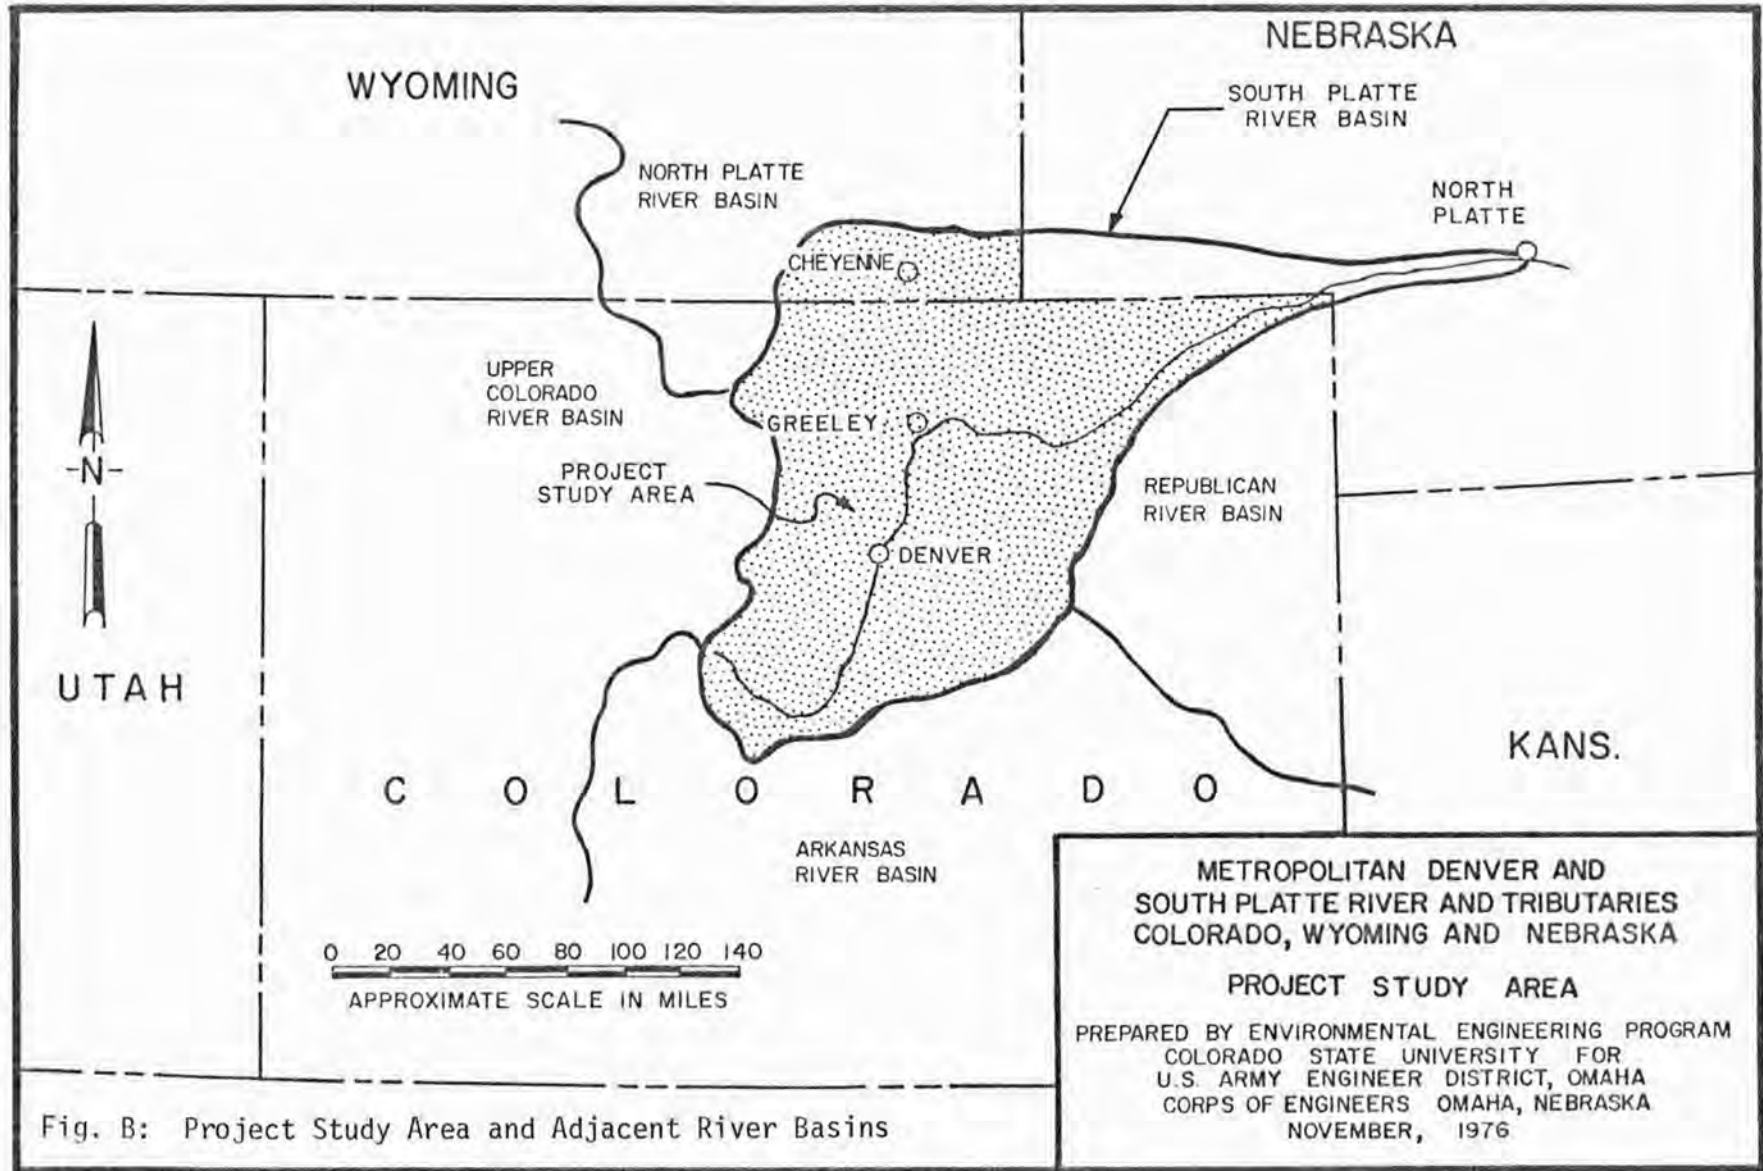 WYOMING
NEBRASKA
SOUTH PLATTE
RIVER BASIN
NORTH PLATTE
RIVER BASIN
NORTH
PLATTE
CHEYENNE
UPPER
COLORADO
RIVER BASIN
GREELEY
-N-
PROJECT
STUDY AREA
REPUBLICAN
RIVER BASIN
DENVER
UTAH
KANS.
COLORADO
ARKANSAS
RIVER BASIN
0 20 40 60 80 100 120 140
APPROXIMATE SCALE IN MILES
METROPOLITAN DENVER AND
SOUTH PLATTE RIVER AND TRIBUTARIES
COLORADO, WYOMING AND NEBRASKA
PROJECT STUDY AREA
PREPARED BY ENVIRONMENTAL ENGINEERING PROGRAM
COLORADO STATE UNIVERSITY FOR
U.S. ARMY ENGINEER DISTRICT, OMAHA
CORPS OF ENGINEERS OMAHA, NEBRASKA
NOVEMBER, 1976
Fig. B: Project Study Area and Adjacent River Basins